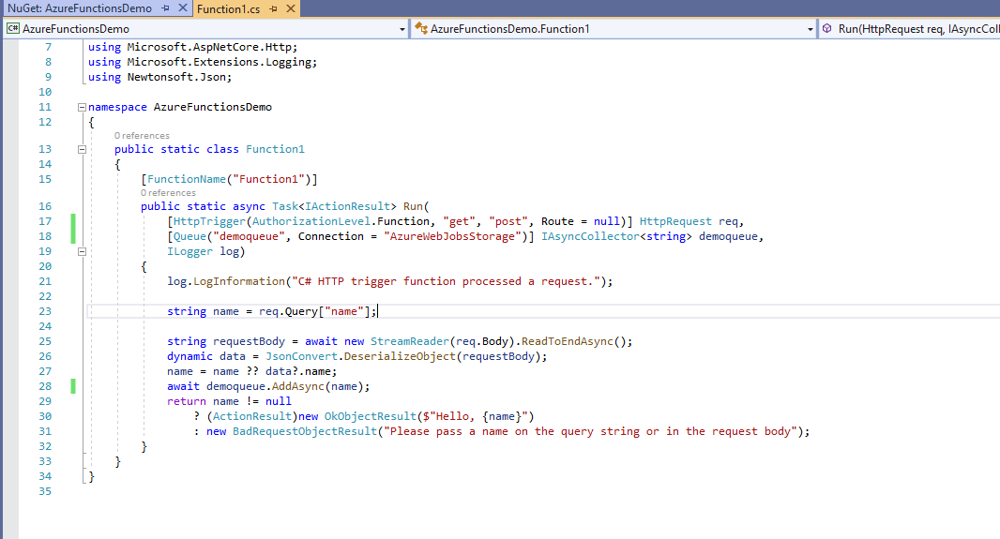 NuGet: AzureFunctionsDemo Function1.cs
C# AzureFunctionsDemo AzureFunctionsDemo.Function1 Run(HttpRequest req, IAsyncColl
7 using Microsoft.AspNetCore.Http;
8 using Microsoft.Extensions.Logging;
9 using Newtonsoft.Json;
10
11 namespace AzureFunctionsDemo
12 {
0 references
13 public static class Function1
14 {
15 [FunctionName("Function1")]
0 references
16 public static async Task<IActionResult> Run(
17 [HttpTrigger(AuthorizationLevel.Function, "get", "post", Route = null)] HttpRequest req,
18 [Queue("demoqueue", Connection = "AzureWebJobsStorage")] IAsyncCollector<string> demoqueue,
19 ILogger log)
20 {
21 log.LogInformation("C# HTTP trigger function processed a request.");
22
23 string name = req.Query["name"];
24
25 string requestBody = await new StreamReader(req.Body).ReadToEndAsync();
26 dynamic data = JsonConvert.DeserializeObject(requestBody);
27 name = name ?? data?.name;
28 await demoqueue.AddAsync(name);
29 return name != null
30 ? (ActionResult)new OkObjectResult($"Hello, {name}")
31 : new BadRequestObjectResult("Please pass a name on the query string or in the request body");
32 }
33 }
34 }
35